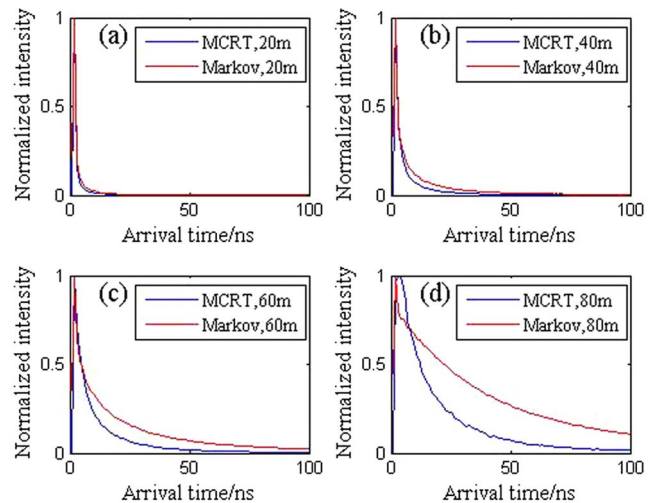 (a)
MCRT,20m
Markov,20m
Normalized intensity
1
0.5
0
0
50
100
Arrival time/ns
(b)
MCRT,40m
Markov,40m
Normalized intensity
1
0.5
0
0
50
100
Arrival time/ns
(c)
MCRT,60m
Markov,60m
Normalized intensity
1
0.5
0
0
50
100
Arrival time/ns
(d)
MCRT,80m
Markov,80m
Normalized intensity
1
0.5
0
0
50
100
Arrival time/ns